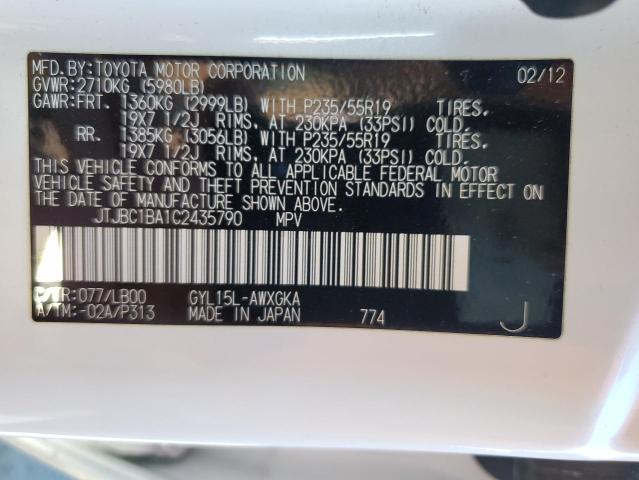 MFD.BY:TOYOTA MOTOR CORPORATION 02/12
GVWR:2710KG (5980LB)
GAWR:FRT. 1360KG (2999LB) WITH P235/55R19 TIRES,
19X7 1/2J RIMS, AT 230KPA (33PSI) COLD.
RR. 1385KG (3056LB) WITH P235/55R19 TIRES,
19X7 1/2J RIMS, AT 230KPA (33PSI) COLD.
THIS VEHICLE CONFORMS TO ALL APPLICABLE FEDERAL MOTOR
VEHICLE SAFETY AND THEFT PREVENTION STANDARDS IN EFFECT ON
THE DATE OF MANUFACTURE SHOWN ABOVE.
JTJBC1BA1C2435790 MPV
C/TR:077/LB00 GYL15L-AWXGKA
A/TM:-02A/P313 MADE IN JAPAN 774 J